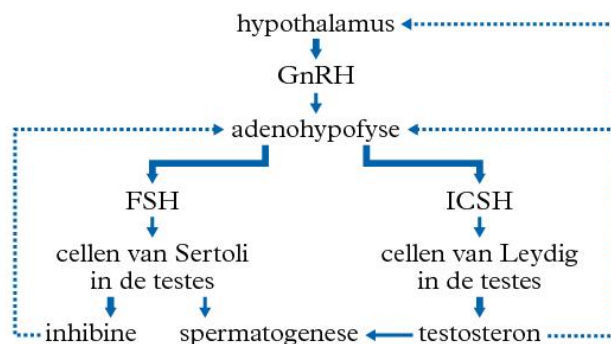 hypothalamus
GnRH
adenohypofyse
FSH
ICSH
cellen van Sertoli
in de testes
cellen van Leydig
in de testes
inhibine
spermatogenese
testosteron